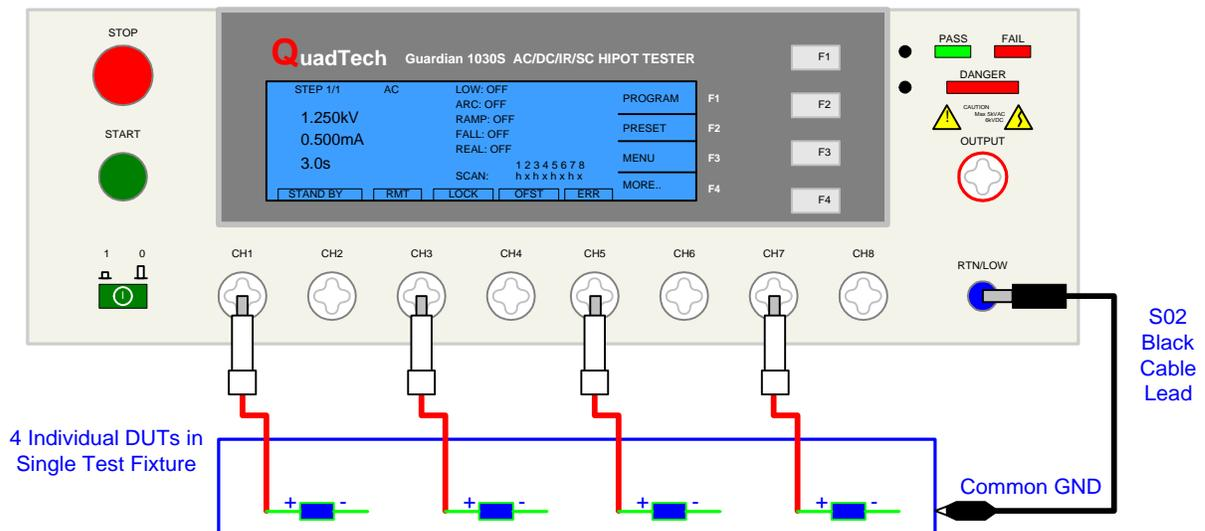 STOP
START
1 0
QuadTech Guardian 1030S AC/DC/IR/SC HIPOT TESTER
STEP 1/1 AC
1.250kV
0.500mA
3.0s
LOW: OFF
ARC: OFF
RAMP: OFF
FALL: OFF
REAL: OFF
1 2 3 4 5 6 7 8
SCAN: h x h x h x h x
STAND BY RMT LOCK OFST ERR
PROGRAM F1
PRESET F2
MENU F3
MORE.. F4
F1
F2
F3
F4
PASS FAIL
DANGER
CAUTION
Max 5kVAC
6kVDC
OUTPUT
CH1 CH2 CH3 CH4 CH5 CH6 CH7 CH8
RTN/LOW
S02
Black
Cable
Lead
4 Individual DUTs in
Single Test Fixture
+ - + - + - + -
Common GND